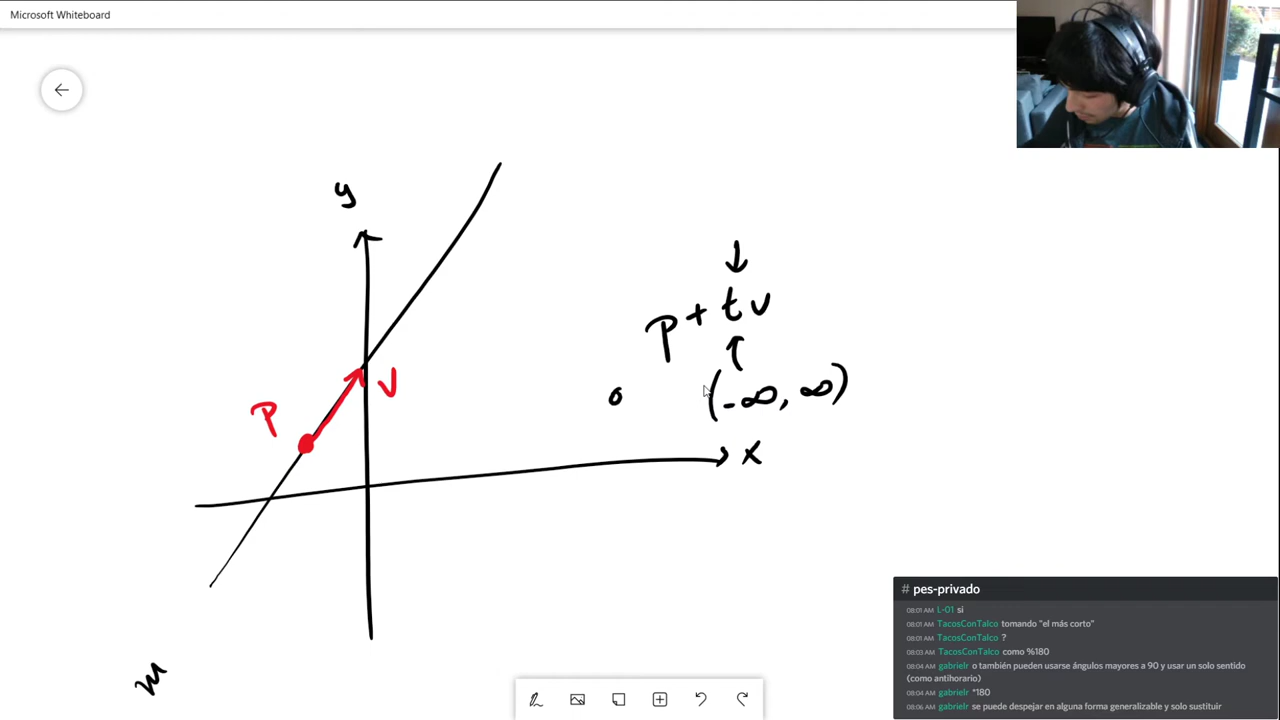 Microsoft Whiteboard
y
P + t v
(-∞, ∞)
o
P
v
x
m
# pes-privado
08:01 AM L-01 si
08:01 AM TacosConTalco tomando "el más corto"
08:01 AM TacosConTalco ?
08:03 AM TacosConTalco como %180
08:04 AM gabrielr o también pueden usarse ángulos mayores a 90 y usar un solo sentido
(como antihorario)
08:04 AM gabrielr *180
08:06 AM gabrielr se puede despejar en alguna forma generalizable y solo sustituir